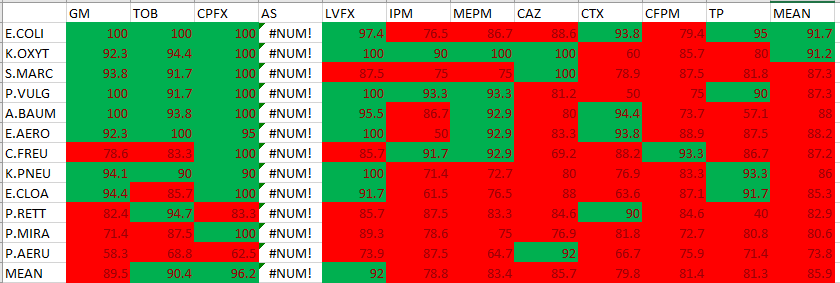 GM TOB CPFX AS LVFX IPM MEPM CAZ CTX CFPM TP MEAN
E.COLI 100 100 100 #NUM! 97.4 76.5 86.7 88.6 93.8 79.4 95 91.7
K.OXYT 92.3 94.4 100 #NUM! 100 90 100 100 60 85.7 80 91.2
S.MARC 93.8 91.7 100 #NUM! 87.5 75 75 100 78.9 87.5 81.8 87.3
P.VULG 100 91.7 100 #NUM! 100 93.3 93.3 81.2 50 75 90 87.3
A.BAUM 100 93.8 100 #NUM! 95.5 86.7 92.9 80 94.4 73.7 57.1 88
E.AERO 92.3 100 95 #NUM! 100 50 92.9 83.3 93.8 88.9 87.5 88.2
C.FREU 78.6 83.3 100 #NUM! 85.7 91.7 92.9 69.2 88.2 93.3 86.7 87.2
K.PNEU 94.1 90 90 #NUM! 100 71.4 72.7 80 76.9 83.3 93.3 86
E.CLOA 94.4 85.7 100 #NUM! 91.7 61.5 76.5 88 63.6 87.1 91.7 85.3
P.RETT 82.4 94.7 83.3 #NUM! 85.7 87.5 83.3 84.6 90 84.6 40 82.9
P.MIRA 71.4 87.5 100 #NUM! 89.3 78.6 75 76.9 81.8 72.7 80.8 80.6
P.AERU 58.3 68.8 62.5 #NUM! 73.9 87.5 64.7 92 66.7 75.9 71.4 73.8
MEAN 89.5 90.4 96.2 #NUM! 92 78.8 83.4 85.7 79.8 81.4 81.3 85.9